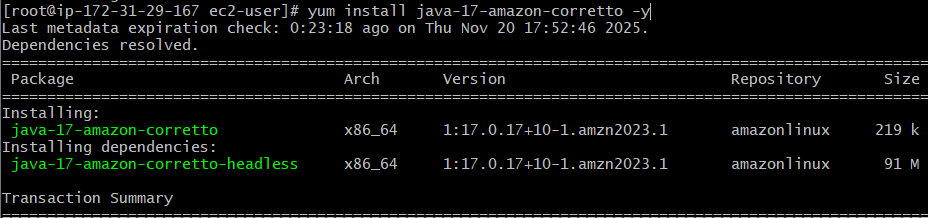 [root@ip-172-31-29-167 ec2-user]# yum install java-17-amazon-corretto -y
Last metadata expiration check: 0:23:18 ago on Thu Nov 20 17:52:46 2025.
Dependencies resolved.
================================================================================
Package Arch Version Repository Size
================================================================================
Installing:
java-17-amazon-corretto x86_64 1:17.0.17+10-1.amzn2023.1 amazonlinux 219 k
Installing dependencies:
java-17-amazon-corretto-headless x86_64 1:17.0.17+10-1.amzn2023.1 amazonlinux 91 M
Transaction Summary
================================================================================